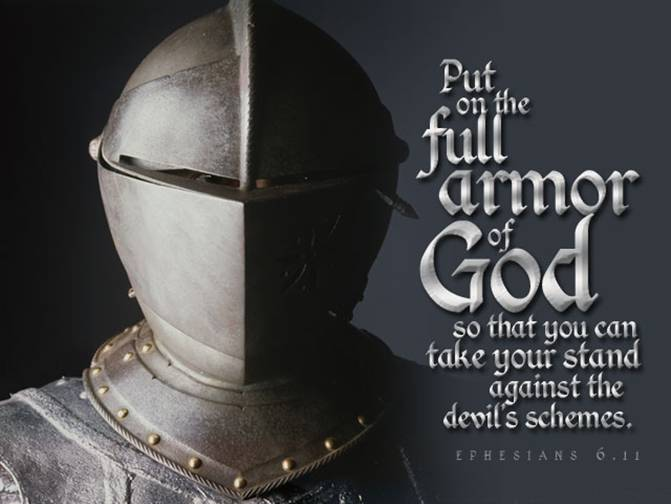 Put
on the
full
armor
of
God
so that you can
take your stand
against the
devil's schemes.
EPHESIANS 6.11